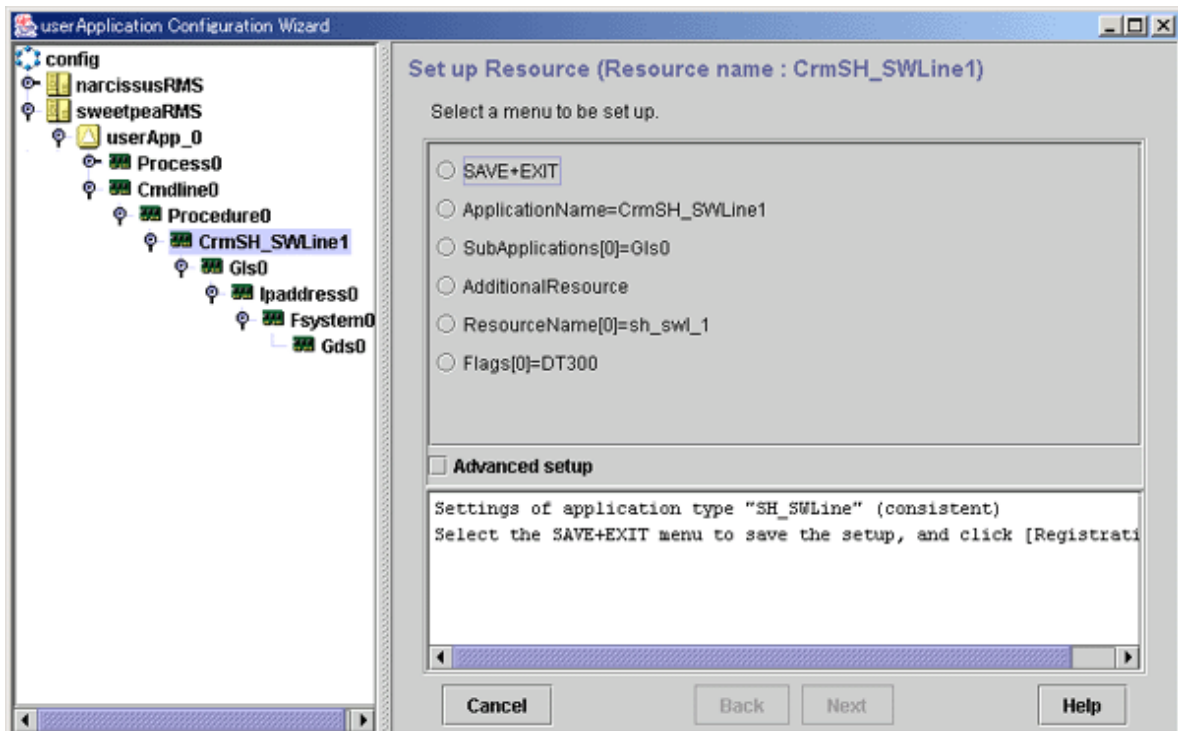 userApplication Configuration Wizard
config
narcissusRMS
sweetpeaRMS
userApp_0
Process0
Cmdline0
Procedure0
CrmSH_SWLine1
Gls0
Ipaddress0
Fsystem0
Gds0
Set up Resource (Resource name : CrmSH_SWLine1)
Select a menu to be set up.
SAVE+EXIT
ApplicationName=CrmSH_SWLine1
SubApplications[0]=Gls0
AdditionalResource
ResourceName[0]=sh_swl_1
Flags[0]=DT300
Advanced setup
Settings of application type "SH_SWLine" (consistent)
Select the SAVE+EXIT menu to save the setup, and click [Registrati
Cancel
Back
Next
Help